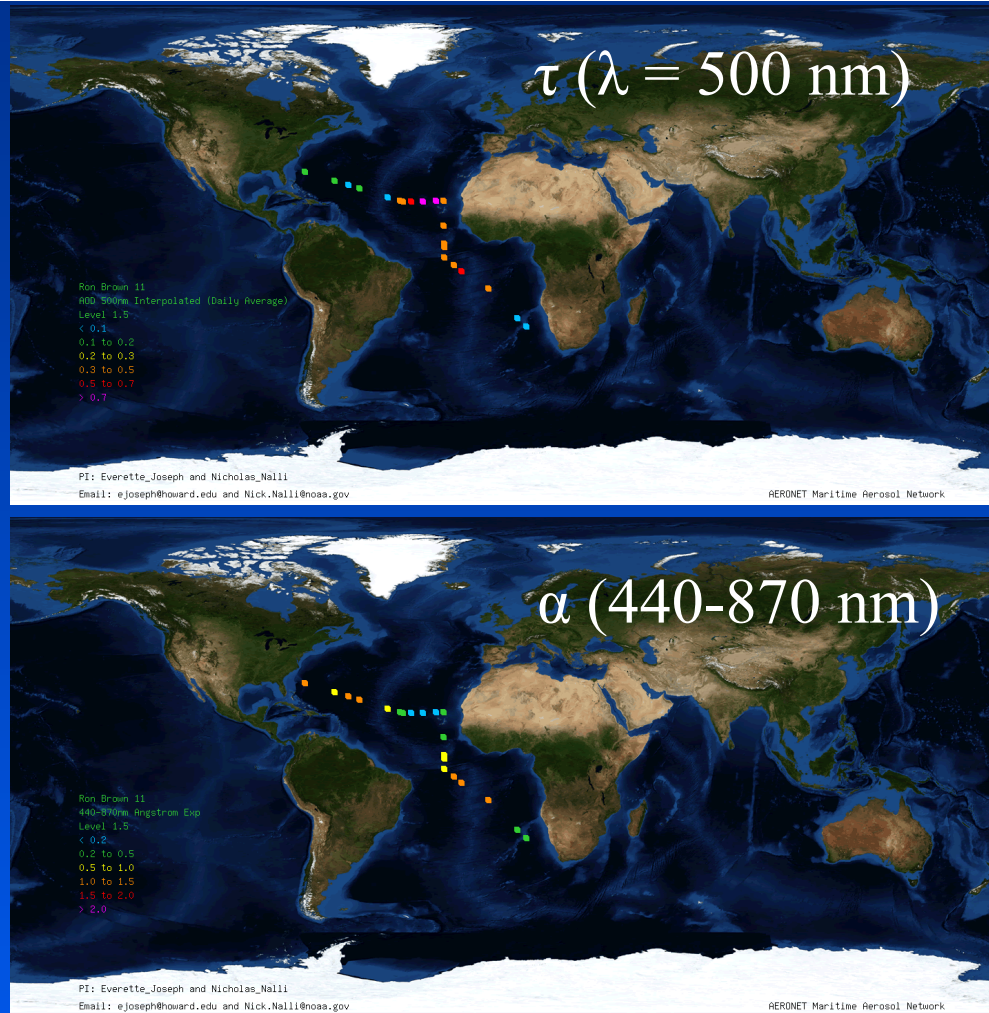 τ (λ = 500 nm)
Ron Brown 11
AOD 500nm Interpolated (Daily Average)
Level 1.5
< 0.1
0.1 to 0.2
0.2 to 0.3
0.3 to 0.5
0.5 to 0.7
> 0.7
PI: Everette_Joseph and Nicholas_Nalli
Email: ejoseph@howard.edu and Nick.Nalli@noaa.gov
AERONET Maritime Aerosol Network
α (440-870 nm)
Ron Brown 11
440-870nm Angstrom Exp
Level 1.5
< 0.2
0.2 to 0.5
0.5 to 1.0
1.0 to 1.5
1.5 to 2.0
> 2.0
PI: Everette_Joseph and Nicholas_Nalli
Email: ejoseph@howard.edu and Nick.Nalli@noaa.gov
AERONET Maritime Aerosol Network